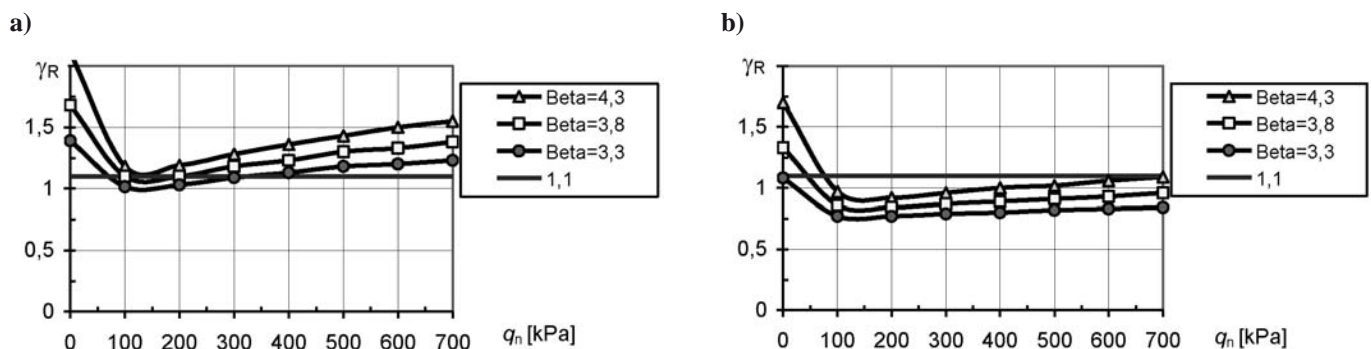 a)
γR
1,5
1
0,5
0
0 100 200 300 400 500 600 700
qn [kPa]
Beta=4,3
Beta=3,8
Beta=3,3
1,1
b)
γR
1,5
1
0,5
0
0 100 200 300 400 500 600 700
qn [kPa]
Beta=4,3
Beta=3,8
Beta=3,3
1,1